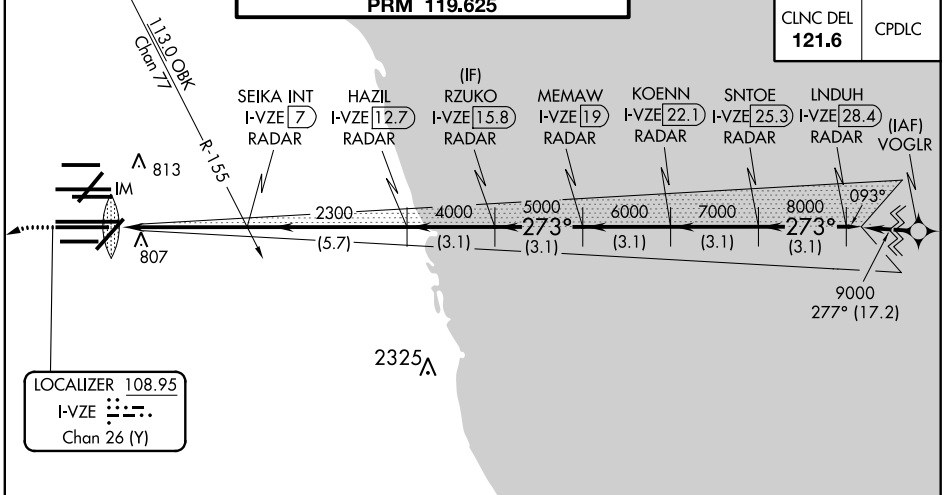 PRM 119.625
CLNC DEL
121.6
CPDLC
113.0 OBK
Chan 77
R-155
SEIKA INT
I-VZE 7
RADAR
HAZIL
I-VZE 12.7
RADAR
(IF)
RZUKO
I-VZE 15.8
RADAR
MEMAW
I-VZE 19
RADAR
KOENN
I-VZE 22.1
RADAR
SNTOE
I-VZE 25.3
RADAR
LNDUH
I-VZE 28.4
RADAR
(IAF)
VOGLR
813
IM
807
2300
(5.7)
4000
(3.1)
5000
273°
(3.1)
6000
(3.1)
7000
(3.1)
8000
273°
(3.1)
093°
9000
277° (17.2)
2325
LOCALIZER 108.95
I-VZE
Chan 26 (Y)